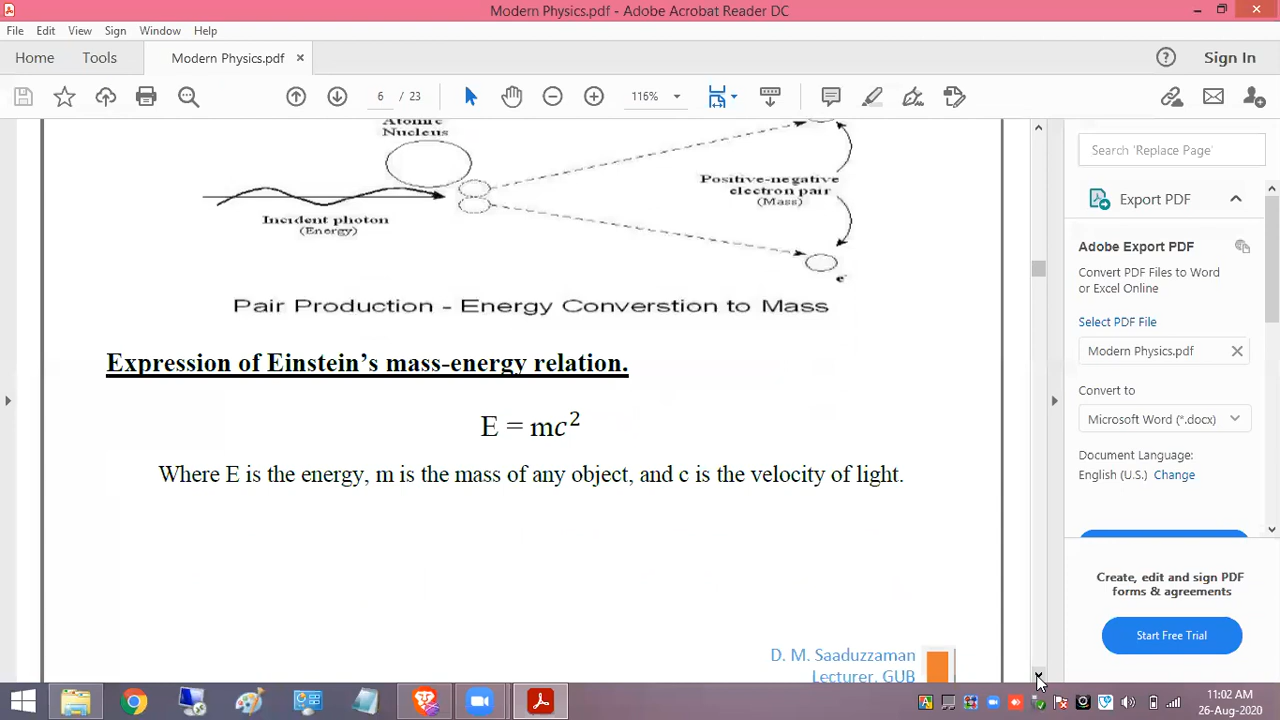 Modern Physics.pdf - Adobe Acrobat Reader DC
File Edit View Sign Window Help
Home Tools Modern Physics.pdf × Sign In
6 / 23 116%
Atomic
Nucleus
Incident photon
(Energy)
Positive-negative
electron pair
(Mass)
e
Pair Production - Energy Converstion to Mass
Expression of Einstein's mass-energy relation.
E = mc²
Where E is the energy, m is the mass of any object, and c is the velocity of light.
D. M. Saaduzzaman
Lecturer, GUB
Search 'Replace Page'
Export PDF
Adobe Export PDF
Convert PDF Files to Word
or Excel Online
Select PDF File
Modern Physics.pdf
Convert to
Microsoft Word (*.docx)
Document Language:
English (U.S.) Change
Create, edit and sign PDF
forms & agreements
Start Free Trial
11:02 AM
26-Aug-2020